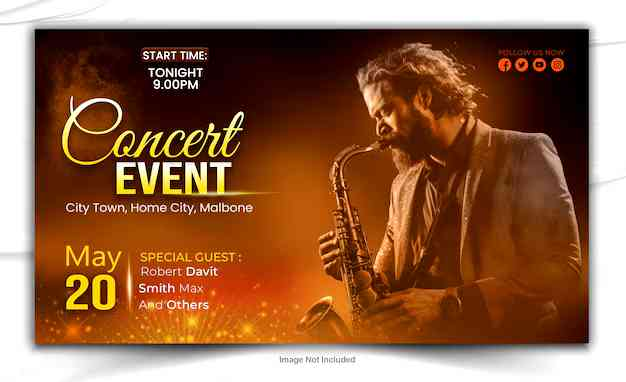 START TIME:
TONIGHT
9.00PM
FOLLOW US NOW
Concert
EVENT
City Town, Home City, Malbone
May
20
SPECIAL GUEST :
Robert Davit
Smith Max
And Others
Image Not Included